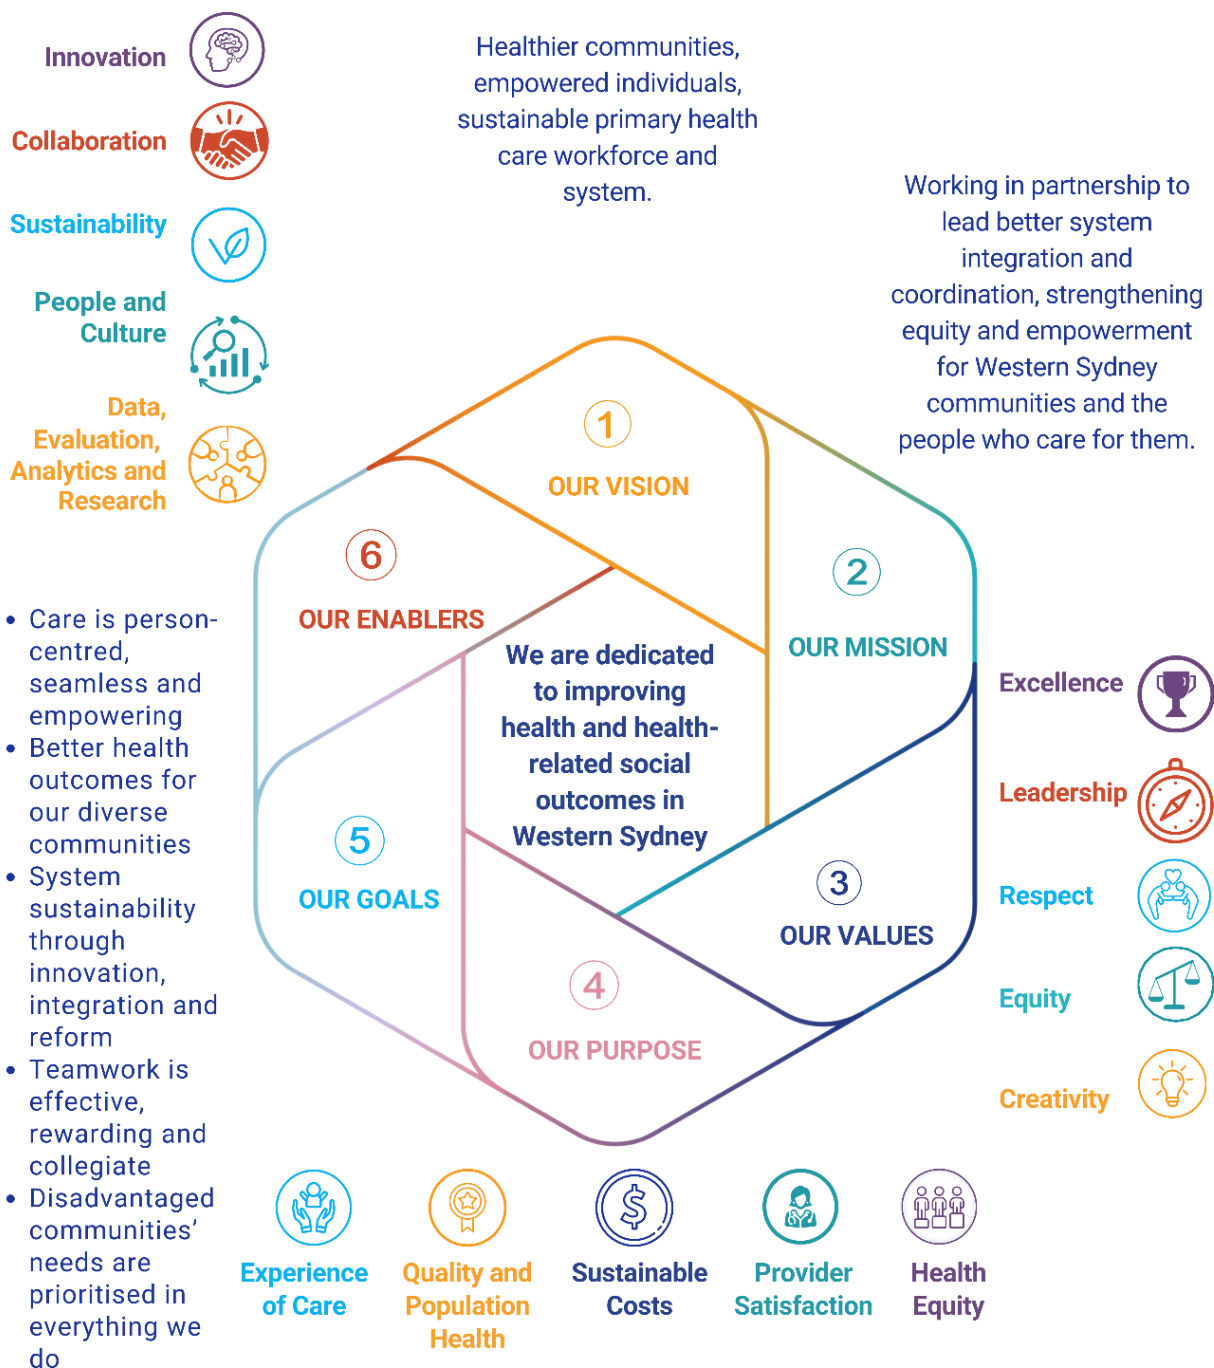 Innovation
Collaboration
Sustainability
People and
Culture
Data,
Evaluation,
Analytics and
Research
Healthier communities,
empowered individuals,
sustainable primary health
care workforce and
system.
Working in partnership to
lead better system
integration and
coordination, strengthening
equity and empowerment
for Western Sydney
communities and the
people who care for them.
1
OUR VISION
2
OUR MISSION
3
OUR VALUES
4
OUR PURPOSE
5
OUR GOALS
6
OUR ENABLERS
We are dedicated
to improving
health and health-
related social
outcomes in
Western Sydney
• Care is person-
centred,
seamless and
empowering
• Better health
outcomes for
our diverse
communities
• System
sustainability
through
innovation,
integration and
reform
• Teamwork is
effective,
rewarding and
collegiate
• Disadvantaged
communities’
needs are
prioritised in
everything we
do
Excellence
Leadership
Respect
Equity
Creativity
$
Experience
of Care
Quality and
Population
Health
Sustainable
Costs
Provider
Satisfaction
Health
Equity